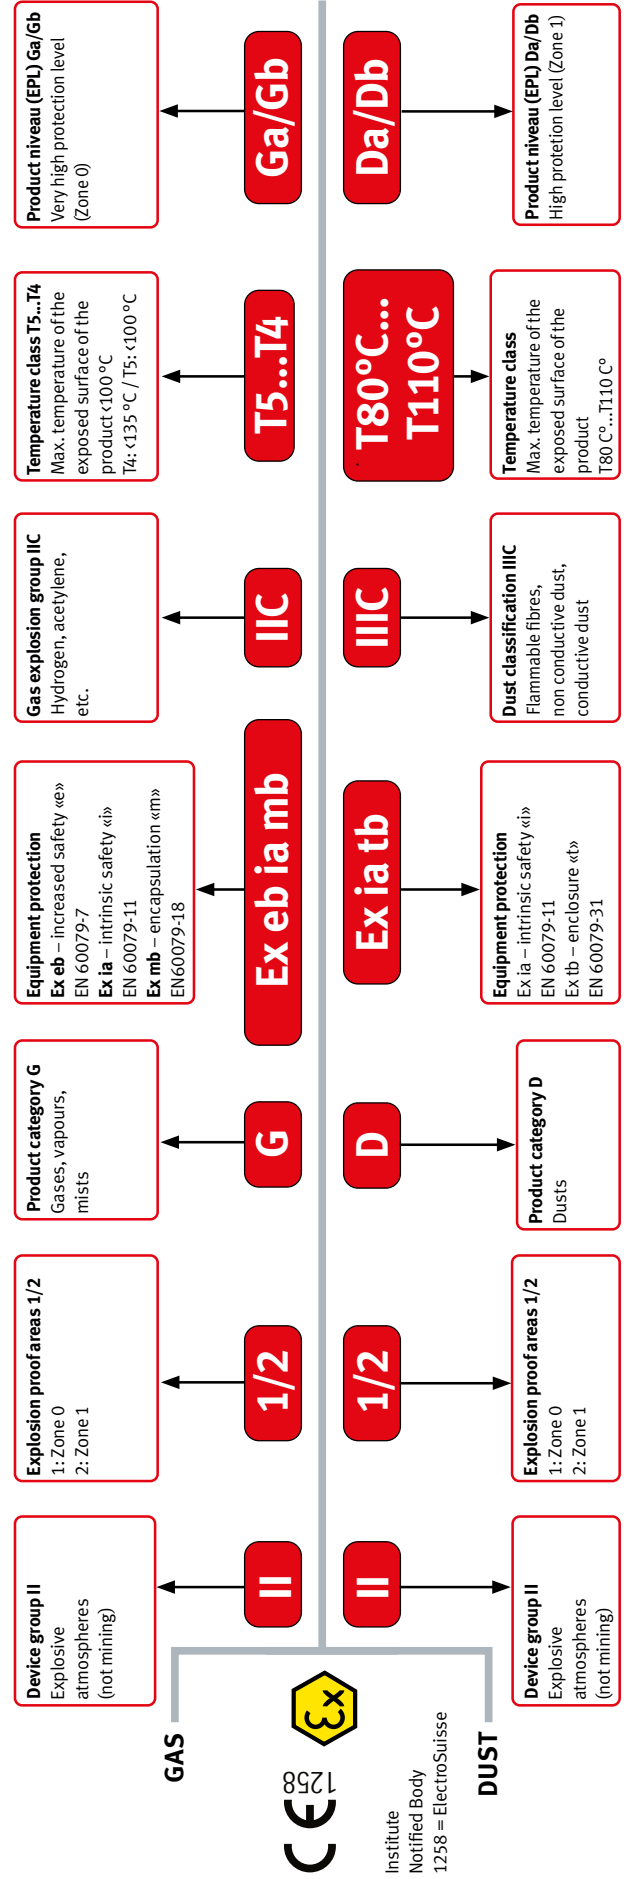 GAS
Device group II
Explosive
atmospheres
(not mining)
Explosion proof areas 1/2
1: Zone 0
2: Zone 1
Product category G
Gases, vapours,
mists
Equipment protection
Ex eb – increased safety «e»
EN 60079-7
Ex ia – intrinsic safety «i»
EN 60079-11
Ex mb – encapsulation «m»
EN60079-18
Gas explosion group IIC
Hydrogen, acetylene,
etc.
Temperature class T5...T4
Max. temperature of the
exposed surface of the
product <100 °C
T4: <135 °C / T5: <100 °C
Product niveau (EPL) Ga/Gb
Very high protection level
(Zone 0)
II
1/2
G
Ex eb ia mb
IIC
T5...T4
Ga/Gb
CE
1258
Ex
II
1/2
D
Ex ia tb
IIIC
T80°C...
T110°C
Da/Db
Institute
Notified Body
1258 = ElectroSuisse
DUST
Device group II
Explosive
atmospheres
(not mining)
Explosion proof areas 1/2
1: Zone 0
2: Zone 1
Product category D
Dusts
Equipment protection
Ex ia – intrinsic safety «i»
EN 60079-11
Ex tb – enclosure «t»
EN 60079-31
Dust classification IIIC
Flammable fibres,
non conductive dust,
conductive dust
Temperature class
Max. temperature of the
exposed surface of the
product
T80 C°...T110 C°
Product niveau (EPL) Da/Db
High protetion level (Zone 1)